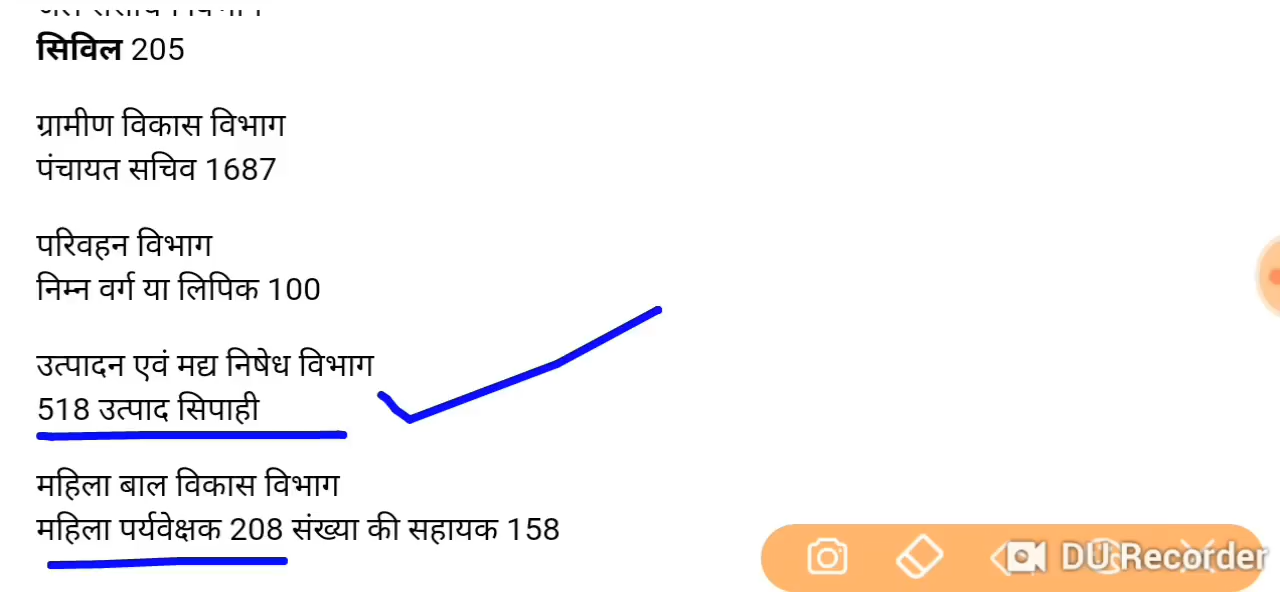 सिविल 205
ग्रामीण विकास विभाग
पंचायत सचिव 1687
परिवहन विभाग
निम्न वर्ग या लिपिक 100
उत्पादन एवं मद्य निषेध विभाग
518 उत्पाद सिपाही
महिला बाल विकास विभाग
महिला पर्यवेक्षक 208 संख्या की सहायक 158
DU Recorder